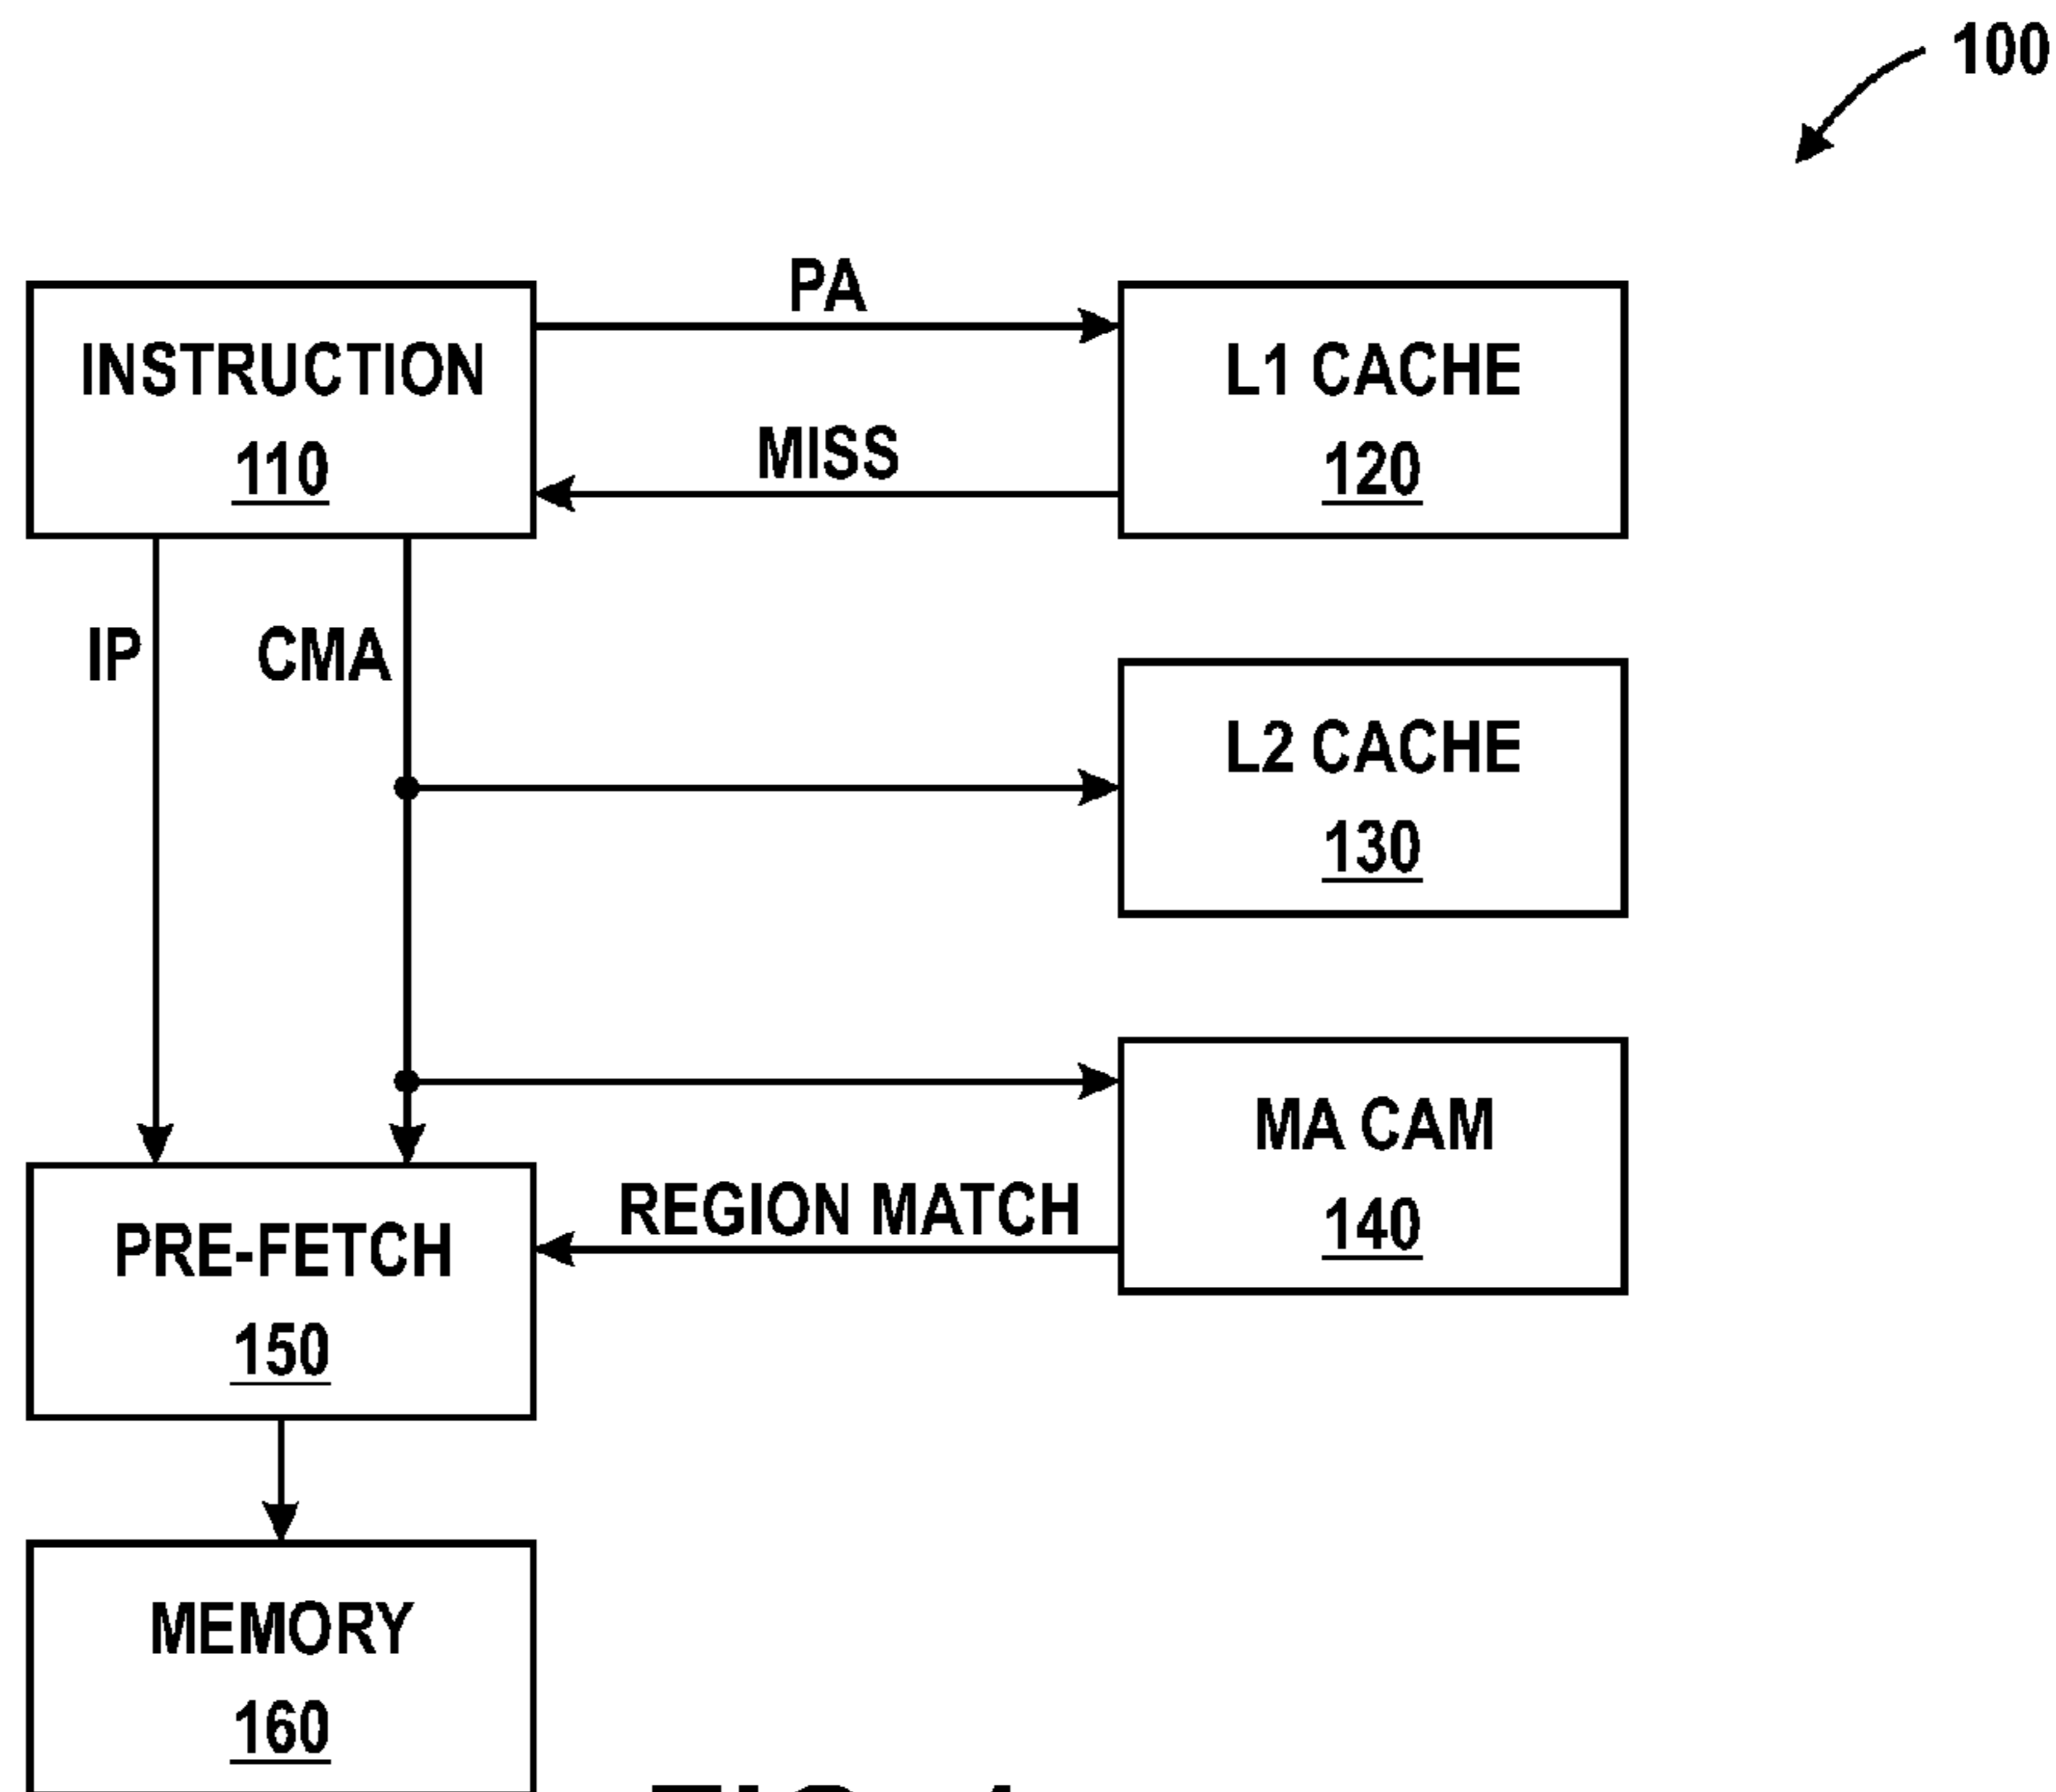 100
PA
INSTRUCTION
110
L1 CACHE
120
MISS
IP
CMA
L2 CACHE
130
MA CAM
140
REGION MATCH
PRE-FETCH
150
MEMORY
160